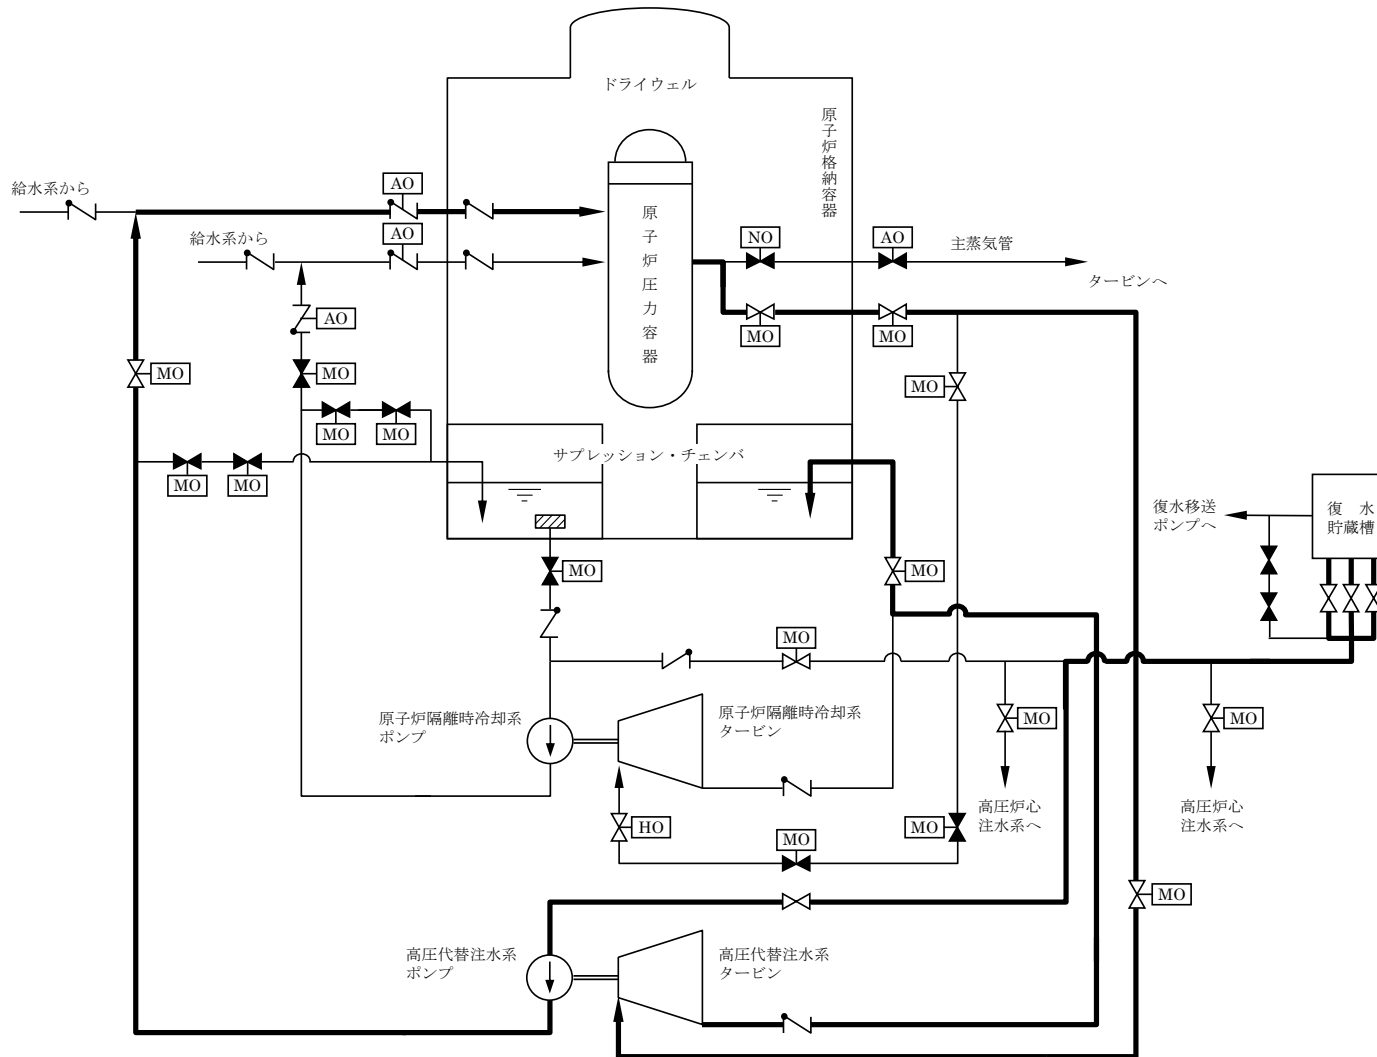 ドライウェル
原子炉格納容器
給水系から
AO
原子炉圧力容器
給水系から
AO
NO
AO
主蒸気管
タービンへ
AO
MO
MO
MO
MO
MO
MO
MO
サプレッション・チェンバ
MO
MO
復水移送
ポンプへ
復水
貯蔵槽
MO
MO
MO
原子炉隔離時冷却系
ポンプ
原子炉隔離時冷却系
タービン
MO
MO
高圧炉心
注水系へ
高圧炉心
注水系へ
HO
MO
MO
MO
高圧代替注水系
ポンプ
高圧代替注水系
タービン